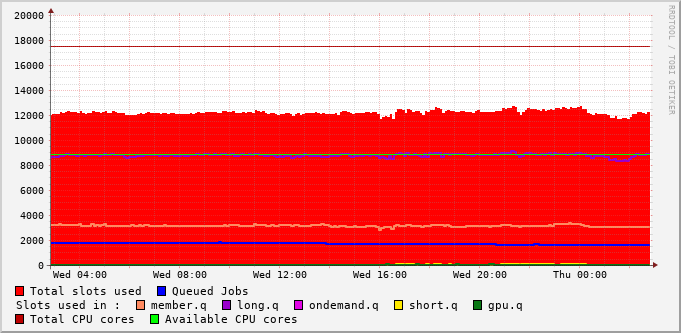 20000
18000
16000
14000
12000
10000
8000
6000
4000
2000
0
Wed 04:00 Wed 08:00 Wed 12:00 Wed 16:00 Wed 20:00 Thu 00:00
RRDTOOL / TOBI OETIKER
Total slots used Queued Jobs
Slots used in : member.q long.q ondemand.q short.q gpu.q
Total CPU cores Available CPU cores